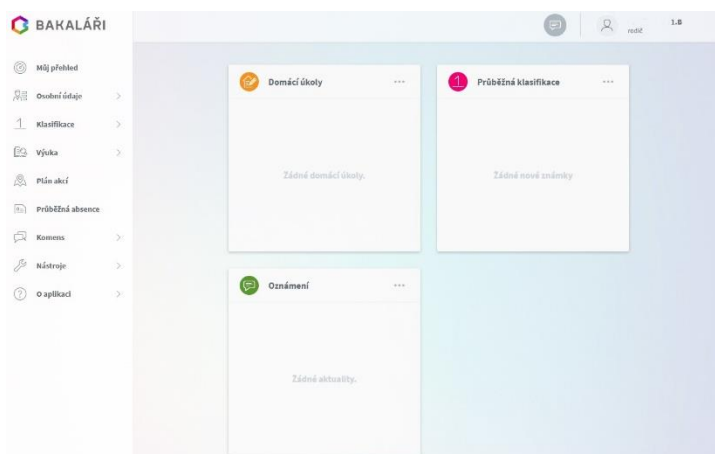 BAKALÁŘI
rodič
1.B
Můj přehled
Osobní údaje
Klasifikace
Výuka
Plán akcí
Průběžná absence
Komens
Nástroje
O aplikaci
Domácí úkoly
Žádné domácí úkoly.
Průběžná klasifikace
Žádné nové známky
Oznámení
Žádné aktuality.